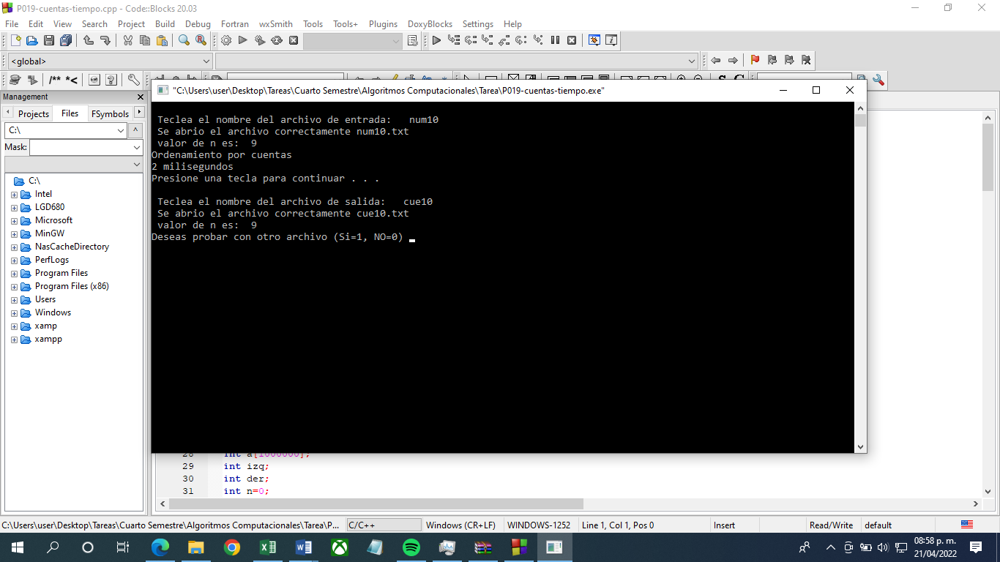 P019-cuentas-tiempo.cpp - Code::Blocks 20.03
File Edit View Search Project Build Debug Fortran wxSmith Tools Tools+ Plugins DoxyBlocks Settings Help
<global>
/** *<
Management
Projects Files FSymbols
C:\
Mask:
C:\
Intel
LGD680
Microsoft
MinGW
NasCacheDirectory
PerfLogs
Program Files
Program Files (x86)
Users
Windows
xamp
xampp
"C:\Users\user\Desktop\Tareas\Cuarto Semestre\Algoritmos Computacionales\Tarea\P019-cuentas-tiempo.exe"
Teclea el nombre del archivo de entrada: num10
Se abrio el archivo correctamente num10.txt
valor de n es: 9
Ordenamiento por cuentas
2 milisegundos
Presione una tecla para continuar . . .
Teclea el nombre del archivo de salida: cue10
Se abrio el archivo correctamente cue10.txt
valor de n es: 9
Deseas probar con otro archivo (Si=1, NO=0)
28 int a[1000000];
29 int izq;
30 int der;
31 int n=0;
C:\Users\user\Desktop\Tareas\Cuarto Semestre\Algoritmos Computacionales\Tarea\P... C/C++ Windows (CR+LF) WINDOWS-1252 Line 1, Col 1, Pos 0 Insert Read/Write default
08:58 p. m.
21/04/2022